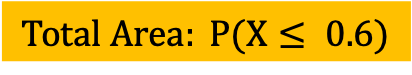 Total Area: P(X ≤ 0.6)